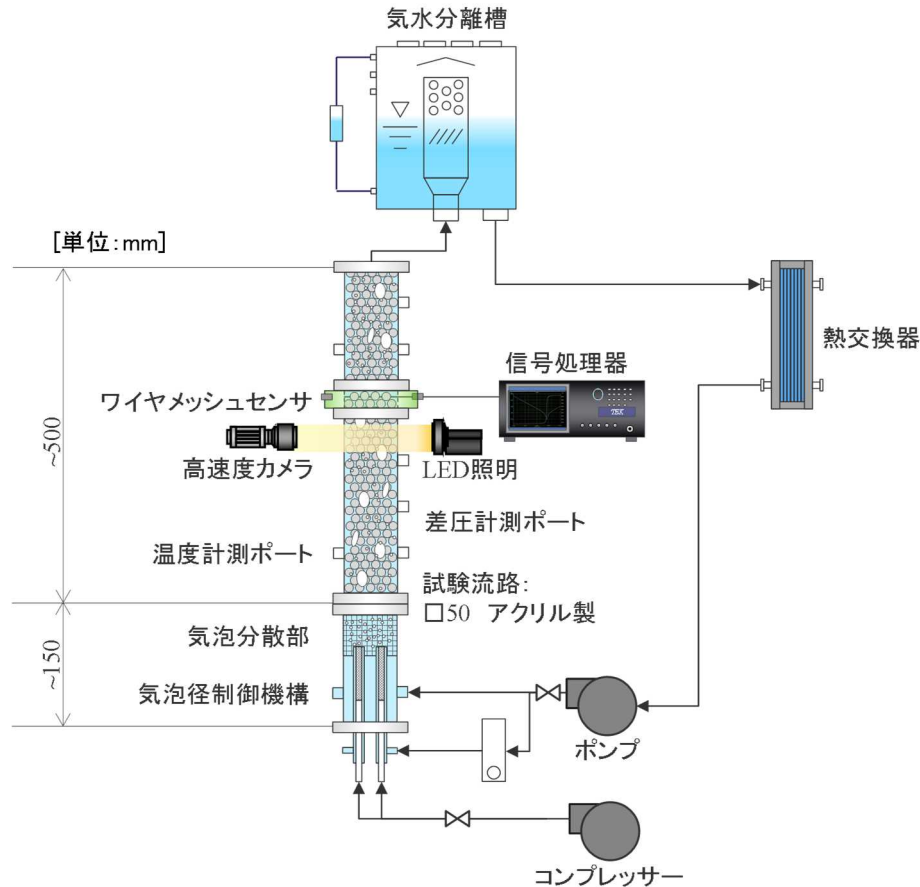 気水分離槽
[単位:mm]
熱交換器
信号処理器
ワイヤメッシュセンサ
~500
高速度カメラ
LED照明
差圧計測ポート
温度計測ポート
試験流路:
□50 アクリル製
気泡分散部
~150
気泡径制御機構
ポンプ
コンプレッサー